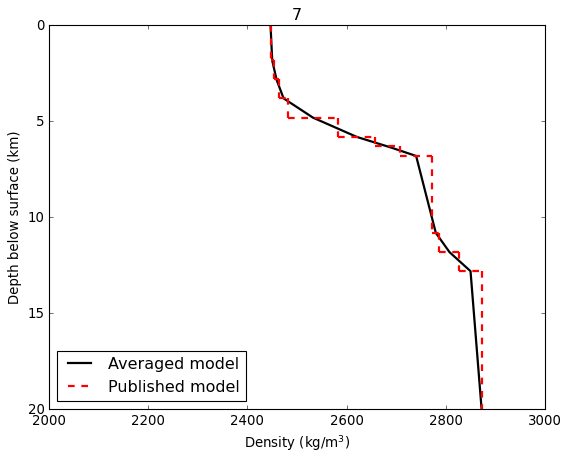 7
0
5
10
15
20
Depth below surface (km)
Averaged model
Published model
2000 2200 2400 2600 2800 3000
Density (kg/m³)